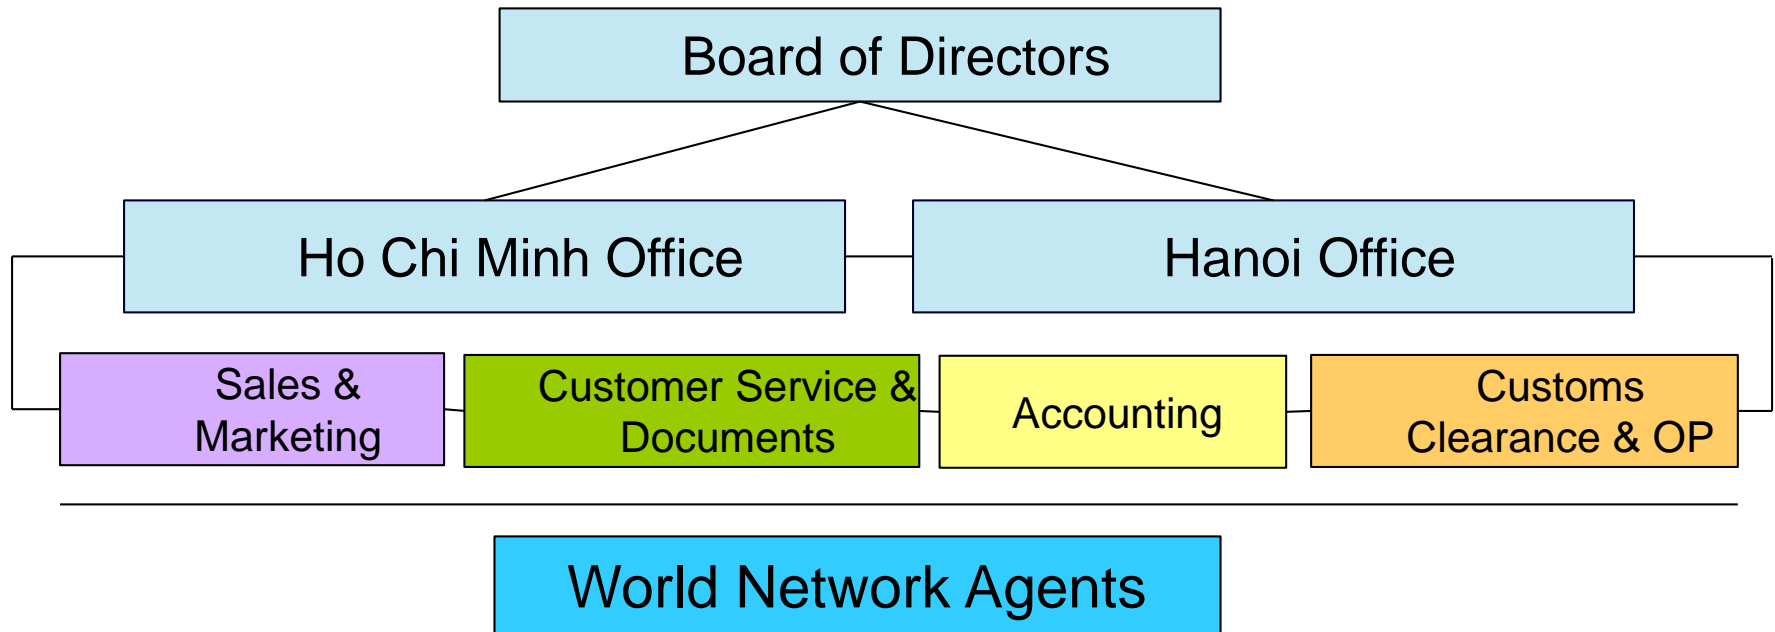 Board of Directors
Ho Chi Minh Office
Hanoi Office
Sales &
Marketing
Customer Service &
Documents
Accounting
Customs
Clearance & OP
World Network Agents